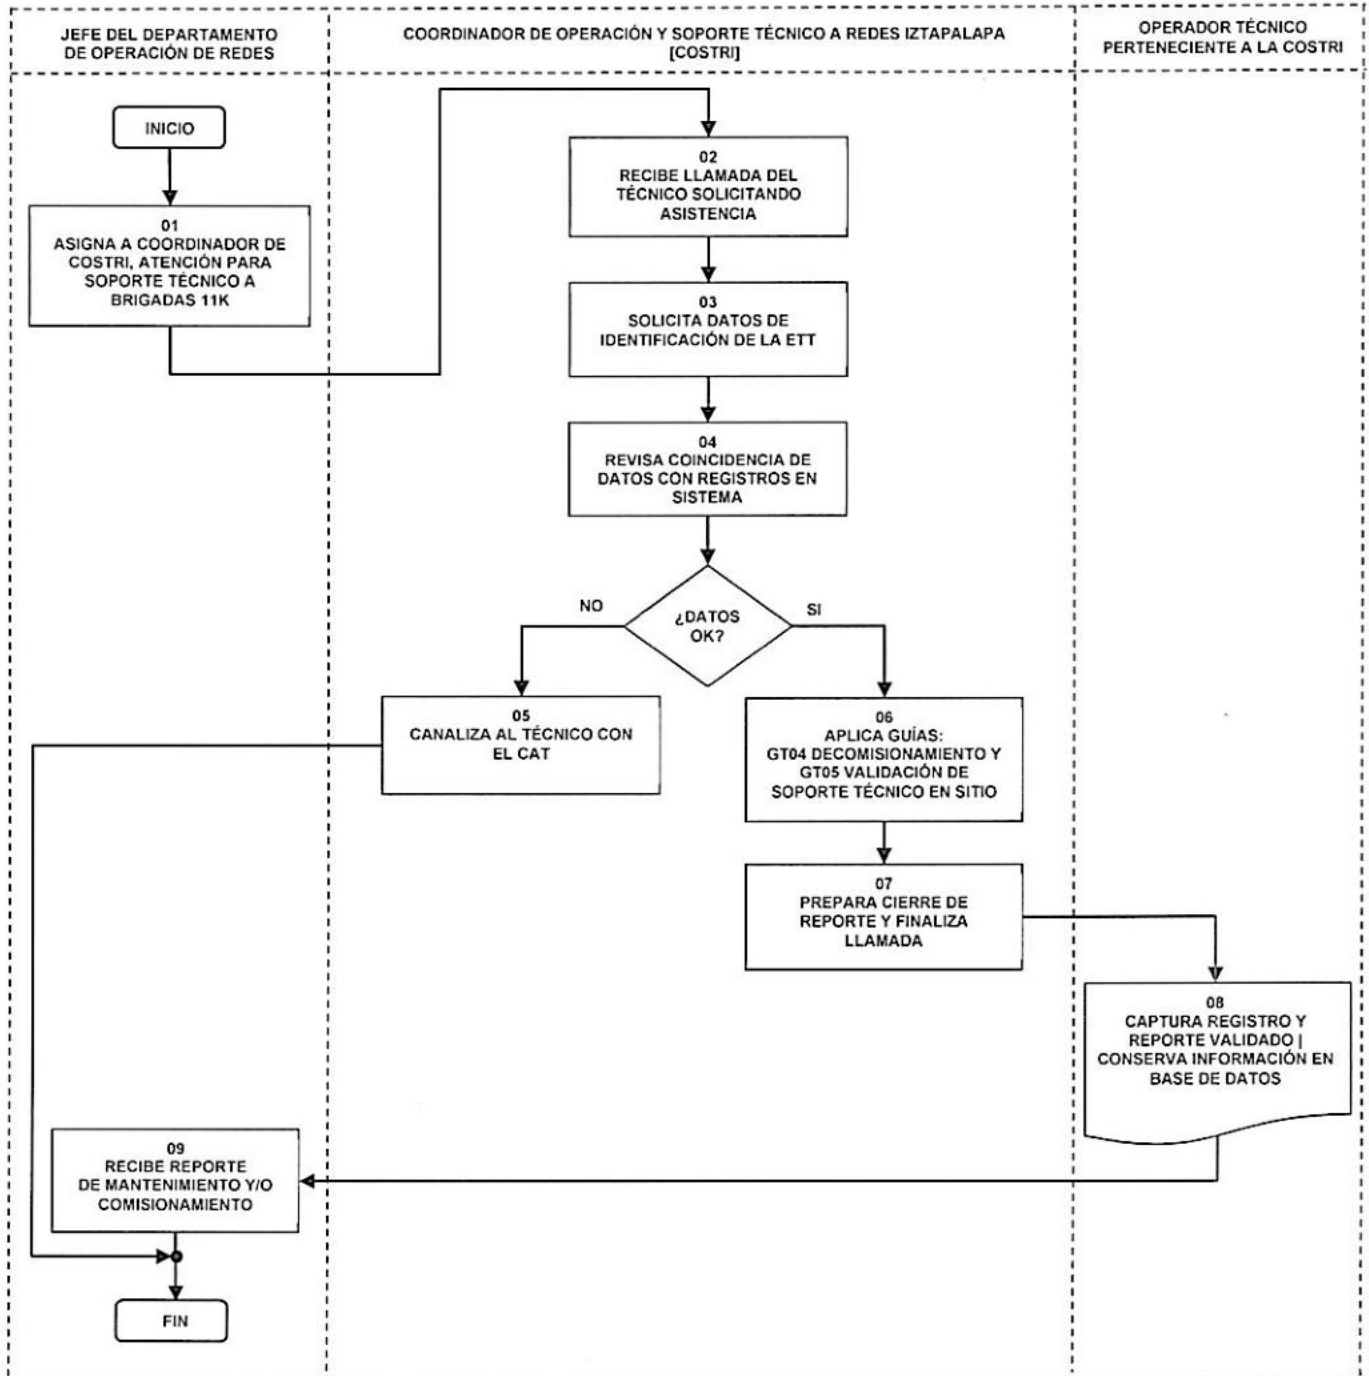 JEFE DEL DEPARTAMENTO
DE OPERACIÓN DE REDES
COORDINADOR DE OPERACIÓN Y SOPORTE TÉCNICO A REDES IZTAPALAPA
[COSTRI]
OPERADOR TÉCNICO
PERTENECIENTE A LA COSTRI
INICIO
01
ASIGNA A COORDINADOR DE
COSTRI, ATENCIÓN PARA
SOPORTE TÉCNICO A
BRIGADAS 11K
02
RECIBE LLAMADA DEL
TÉCNICO SOLICITANDO
ASISTENCIA
03
SOLICITA DATOS DE
IDENTIFICACIÓN DE LA ETT
04
REVISA COINCIDENCIA DE
DATOS CON REGISTROS EN
SISTEMA
¿DATOS
OK?
NO
SI
05
CANALIZA AL TÉCNICO CON
EL CAT
06
APLICA GUÍAS:
GT04 DECOMISIONAMIENTO Y
GT05 VALIDACIÓN DE
SOPORTE TÉCNICO EN SITIO
07
PREPARA CIERRE DE
REPORTE Y FINALIZA
LLAMADA
08
CAPTURA REGISTRO Y
REPORTE VALIDADO |
CONSERVA INFORMACIÓN EN
BASE DE DATOS
09
RECIBE REPORTE
DE MANTENIMIENTO Y/O
COMISIONAMIENTO
FIN